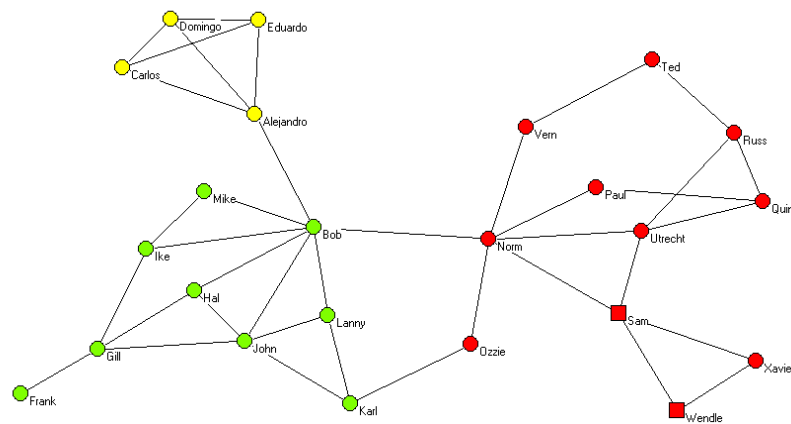 Domingo
Eduardo
Carlos
Alejandro
Ted
Vern
Russ
Mike
Paul
Quir
Bob
Norm
Utrecht
Ike
Hal
Lanny
Sam
John
Ozzie
Gill
Xavie
Frank
Karl
Wendle